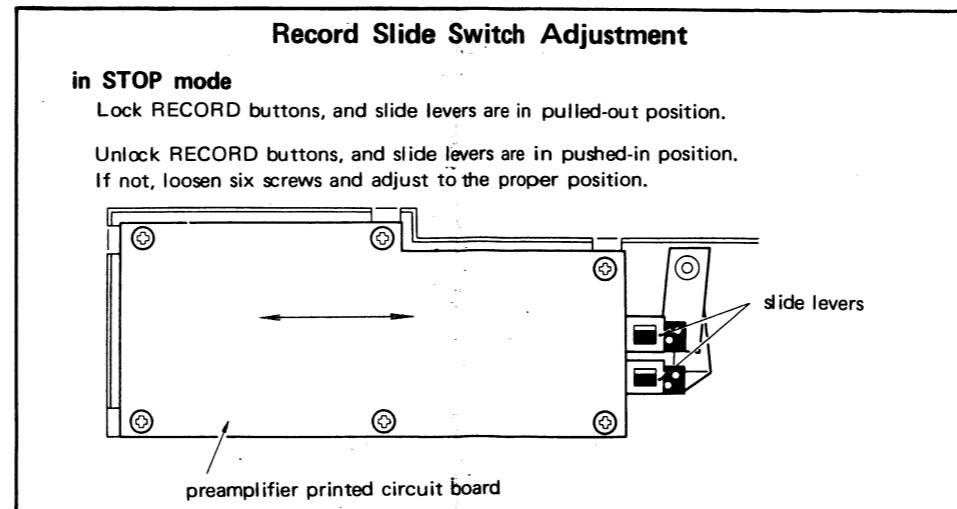 Record Slide Switch Adjustment
in STOP mode
Lock RECORD buttons, and slide levers are in pulled-out position.
Unlock RECORD buttons, and slide levers are in pushed-in position.
If not, loosen six screws and adjust to the proper position.
slide levers
preamplifier printed circuit board